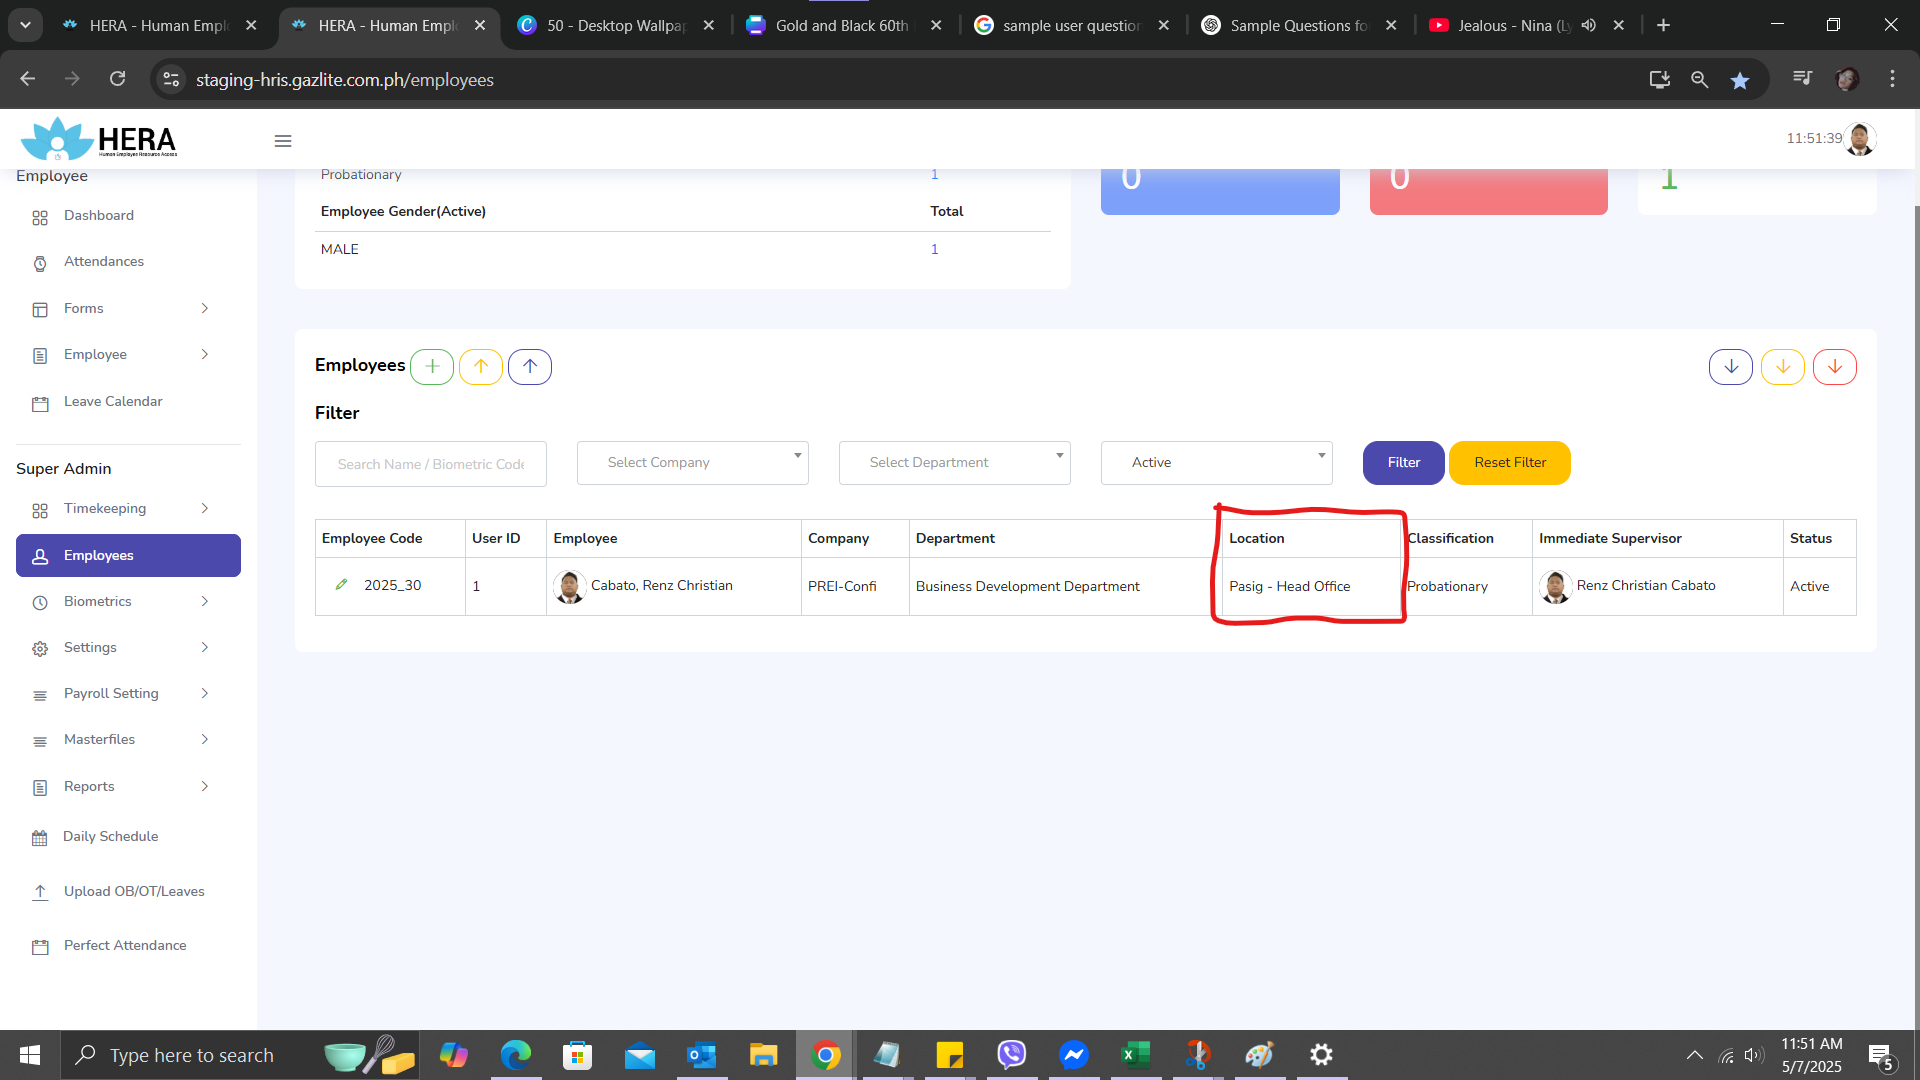 HERA - Human Empl
HERA - Human Empl
50 - Desktop Wallpap
Gold and Black 60th
sample user question
Sample Questions fo
Jealous - Nina (Ly
staging-hris.gazlite.com.ph/employees
HERA
Human Employee Resource Access
11:51:39
Employee
Dashboard
Attendances
Forms
Employee
Leave Calendar
Super Admin
Timekeeping
Employees
Biometrics
Settings
Payroll Setting
Masterfiles
Reports
Daily Schedule
Upload OB/OT/Leaves
Perfect Attendance
Probationary 1
Employee Gender(Active) Total
MALE 1
0
0
1
Employees
Filter
Search Name / Biometric Code
Select Company
Select Department
Active
Filter
Reset Filter
Employee Code User ID Employee Company Department Location Classification Immediate Supervisor Status
2025_30 1 Cabato, Renz Christian PREI-Confi Business Development Department Pasig - Head Office Probationary Renz Christian Cabato Active
Type here to search
11:51 AM
5/7/2025
5